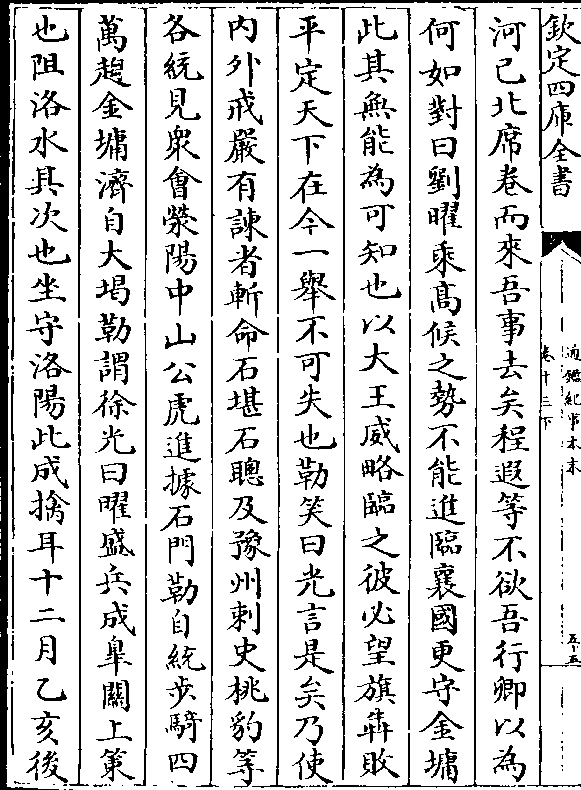 欽定四庫全書
通鑑紀事本末
卷十三下
五十五
河已北席卷而來吾事去矣程遐等不欲吾行卿以為
何如對曰劉曜乘髙候之勢不能進臨襄國更守金墉
此其無能為可知也以大王威略臨之彼必望旗犇敗
平定天下在今一舉不可失也勒笑曰光言是矣乃使
内外戒嚴有諫者斬命石堪石聰及豫州刺史桃豹等
各統見衆會滎陽中山公虎進據石門勒自統步騎四
萬趨金墉濟自大堨勒謂徐光曰曜盛兵成臯關上策
也阻洛水其次也坐守洛陽此成擒耳十二月乙亥後